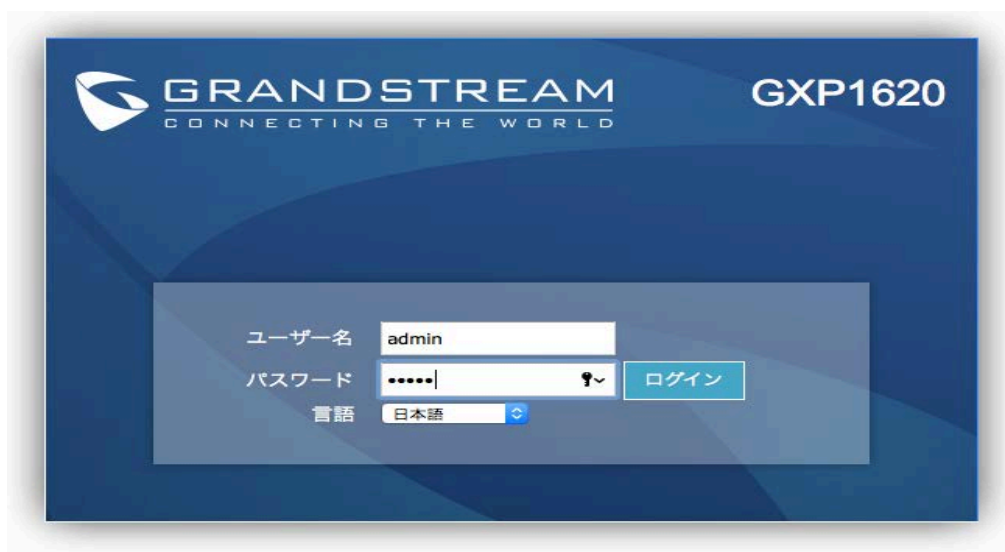 GRANDSTREAM
CONNECTING THE WORLD
GXP1620
ユーザー名 admin
パスワード ••••• ログイン
言語 日本語